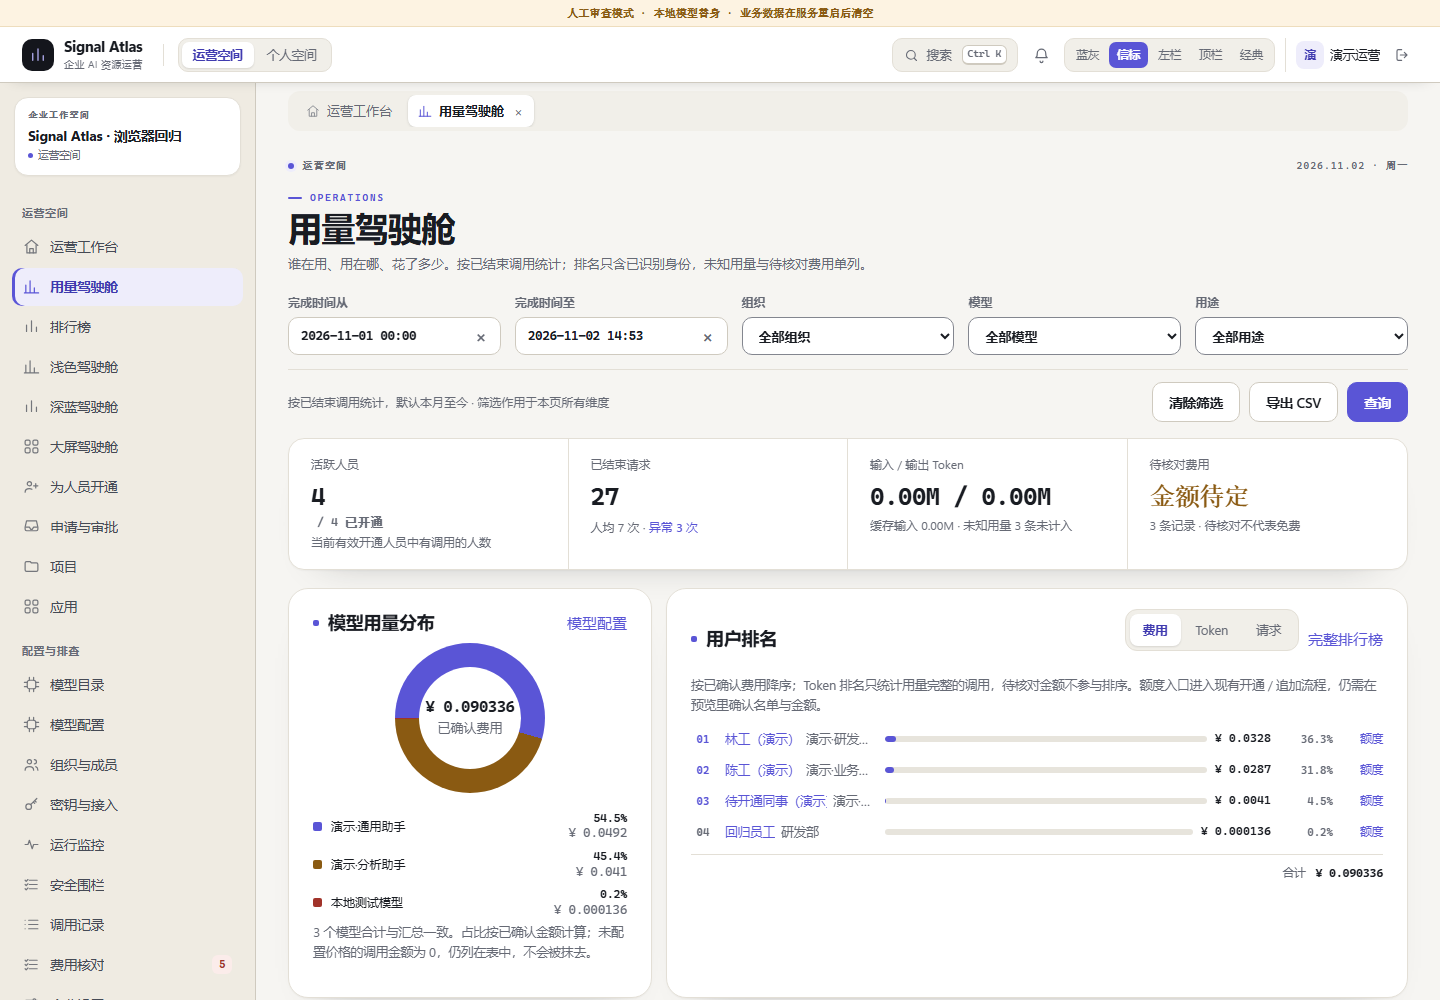 人工审查模式 · 本地模型替身 · 业务数据在服务重启后清空
Signal Atlas
企业 AI 资源运营
运营空间 个人空间
搜索 Ctrl K
蓝灰 信标 左栏 顶栏 经典
演 演示运营
企业工作空间
Signal Atlas · 浏览器回归
运营空间
运营空间
运营工作台
用量驾驶舱
排行榜
浅色驾驶舱
深蓝驾驶舱
大屏驾驶舱
为人员开通
申请与审批
项目
应用
配置与排查
模型目录
模型配置
组织与成员
密钥与接入
运行监控
安全围栏
调用记录
费用核对 5
运营工作台 用量驾驶舱 ×
运营空间
2026.11.02 · 周一
OPERATIONS
用量驾驶舱
谁在用、用在哪、花了多少。按已结束调用统计；排名只含已识别身份，未知用量与待核对费用单列。
完成时间从 完成时间至 组织 模型 用途
2026-11-01 00:00 × 2026-11-02 14:53 × 全部组织 全部模型 全部用途
按已结束调用统计，默认本月至今 · 筛选作用于本页所有维度
清除筛选 导出 CSV 查询
活跃人员
4
/ 4 已开通
当前有效开通人员中有调用的人数
已结束请求
27
人均 7 次 · 异常 3 次
输入 / 输出 Token
0.00M / 0.00M
缓存输入 0.00M · 未知用量 3 条未计入
待核对费用
金额待定
3 条记录 · 待核对不代表免费
模型用量分布 模型配置
¥ 0.090336
已确认费用
演示·通用助手 54.5%
¥ 0.0492
演示·分析助手 45.4%
¥ 0.041
本地测试模型 0.2%
¥ 0.000136
3 个模型合计与汇总一致。占比按已确认金额计算；未配
置价格的调用金额为 0，仍列在表中，不会被抹去。
用户排名 费用 Token 请求 完整排行榜
按已确认费用降序；Token 排名只统计用量完整的调用，待核对金额不参与排序。额度入口进入现有开通 / 追加流程，仍需在
预览里确认名单与金额。
01 林工（演示） 演示·研发... ¥ 0.0328 36.3% 额度
02 陈工（演示） 演示·业务... ¥ 0.0287 31.8% 额度
03 待开通同事（演示 演示·... ¥ 0.0041 4.5% 额度
04 回归员工 研发部 ¥ 0.000136 0.2% 额度
合计 ¥ 0.090336